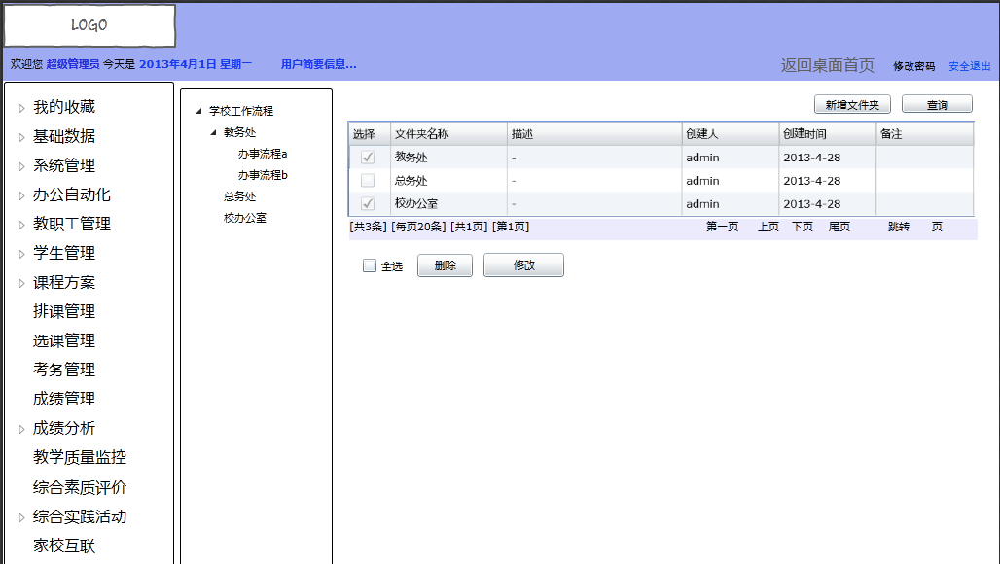 LOGO
欢迎您 超级管理员 今天是 2013年4月1日 星期一 用户简要信息...
返回桌面首页 修改密码 安全退出
我的收藏
基础数据
系统管理
办公自动化
教职工管理
学生管理
课程方案
排课管理
选课管理
考务管理
成绩管理
成绩分析
教学质量监控
综合素质评价
综合实践活动
家校互联
学校工作流程
教务处
办事流程a
办事流程b
总务处
校办公室
新增文件夹 查询
选择 文件夹名称 描述 创建人 创建时间 备注
教务处 - admin 2013-4-28
总务处 - admin 2013-4-28
校办公室 - admin 2013-4-28
[共3条] [每页20条] [共1页] [第1页] 第一页 上页 下页 尾页 跳转 页
全选 删除 修改